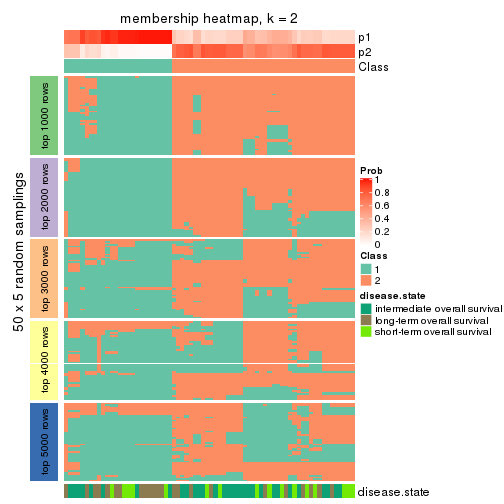 membership heatmap, k = 2
p1
p2
Class
50 x 5 random samplings
top 1000 rows
top 2000 rows
top 3000 rows
top 4000 rows
top 5000 rows
Prob
1
0.8
0.6
0.4
0.2
0
Class
1
2
disease.state
intermediate overall survival
long-term overall survival
short-term overall survival
disease.state